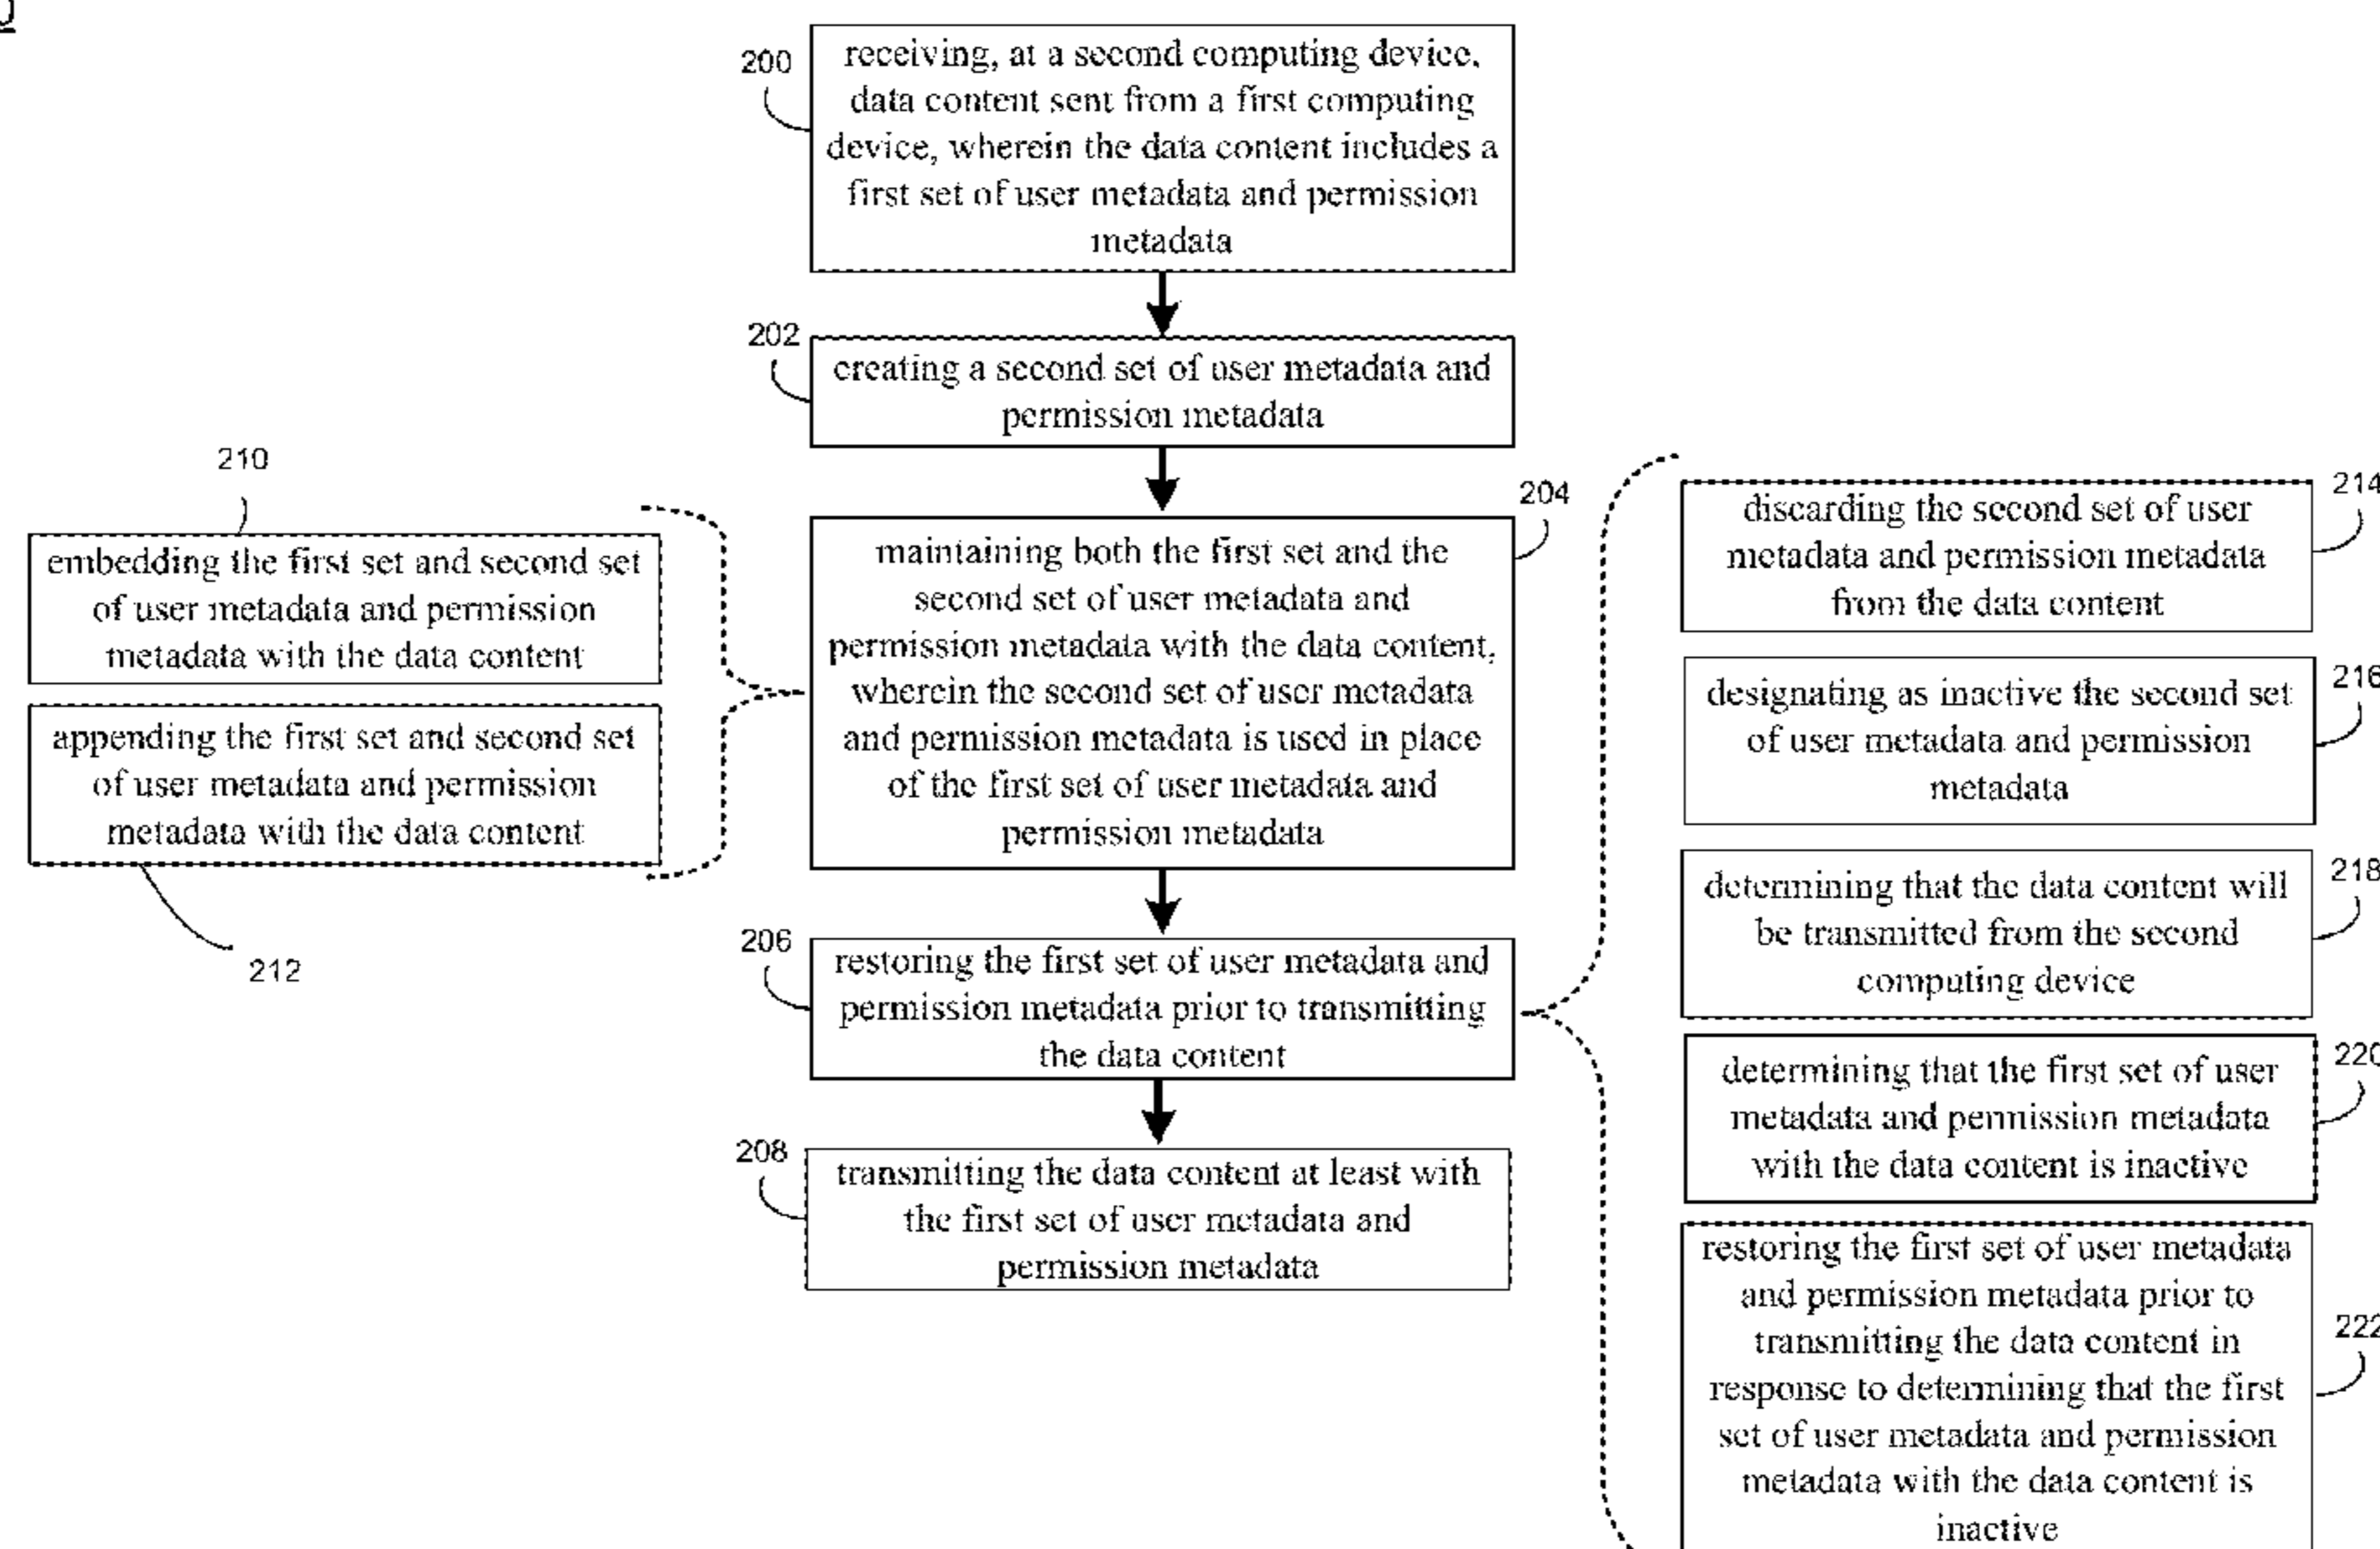 200
receiving, at a second computing device,
data content sent from a first computing
device, wherein the data content includes a
first set of user metadata and permission
metadata
202
creating a second set of user metadata and
permission metadata
210
embedding the first set and second set
of user metadata and permission
metadata with the data content
appending the first set and second set
of user metadata and permission
metadata with the data content
212
204
maintaining both the first set and the
second set of user metadata and
permission metadata with the data content,
wherein the second set of user metadata
and permission metadata is used in place
of the first set of user metadata and
permission metadata
206
restoring the first set of user metadata and
permission metadata prior to transmitting
the data content
208
transmitting the data content at least with
the first set of user metadata and
permission metadata
214
discarding the second set of user
metadata and permission metadata
from the data content
216
designating as inactive the second set
of user metadata and permission
metadata
218
determining that the data content will
be transmitted from the second
computing device
220
determining that the first set of user
metadata and permission metadata
with the data content is inactive
222
restoring the first set of user metadata
and permission metadata prior to
transmitting the data content in
response to determining that the first
set of user metadata and permission
metadata with the data content is
inactive